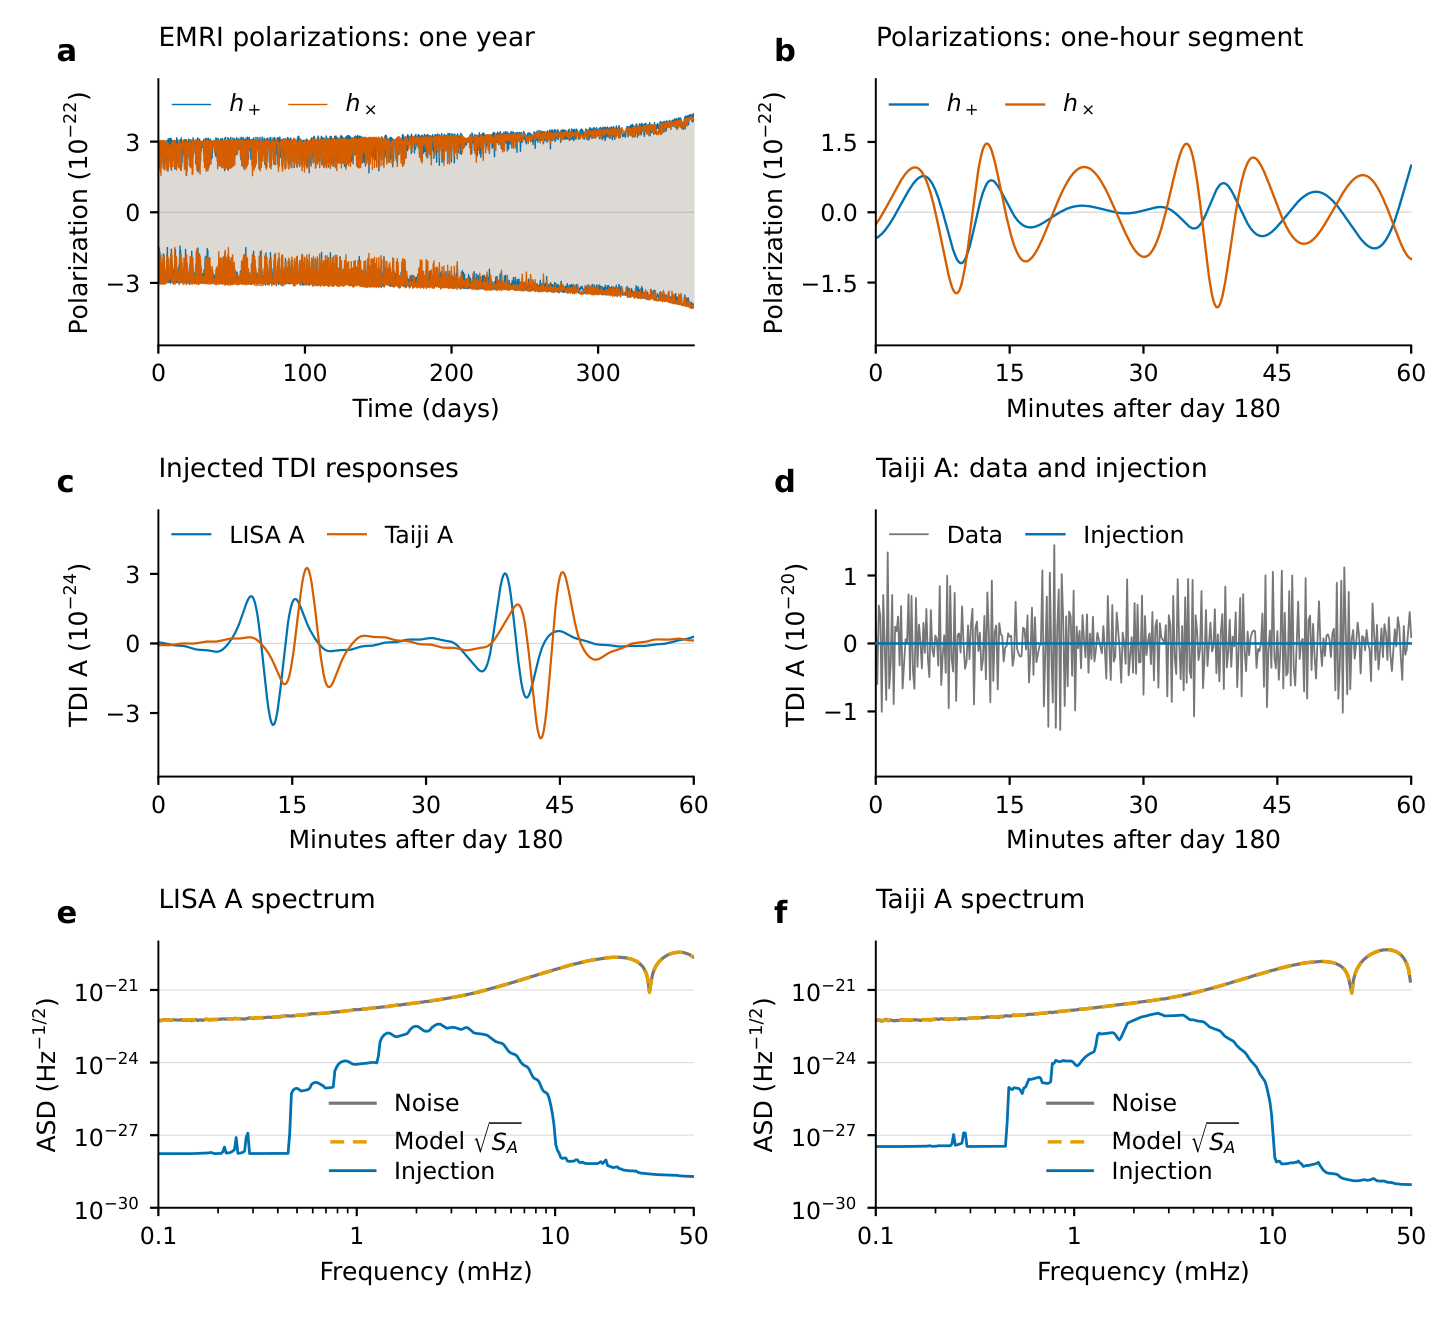 a EMRI polarizations: one year
h₊ h×
Polarization (10⁻²²)
3
0
−3
0 100 200 300
Time (days)
b Polarizations: one-hour segment
h₊ h×
Polarization (10⁻²²)
1.5
0.0
−1.5
0 15 30 45 60
Minutes after day 180
c Injected TDI responses
LISA A Taiji A
TDI A (10⁻²⁴)
3
0
−3
0 15 30 45 60
Minutes after day 180
d Taiji A: data and injection
Data Injection
TDI A (10⁻²⁰)
1
0
−1
0 15 30 45 60
Minutes after day 180
e LISA A spectrum
ASD (Hz⁻¹ᐟ²)
10⁻²¹
10⁻²⁴
10⁻²⁷
10⁻³⁰
Noise
Model √S_A
Injection
0.1 1 10 50
Frequency (mHz)
f Taiji A spectrum
ASD (Hz⁻¹ᐟ²)
10⁻²¹
10⁻²⁴
10⁻²⁷
10⁻³⁰
Noise
Model √S_A
Injection
0.1 1 10 50
Frequency (mHz)